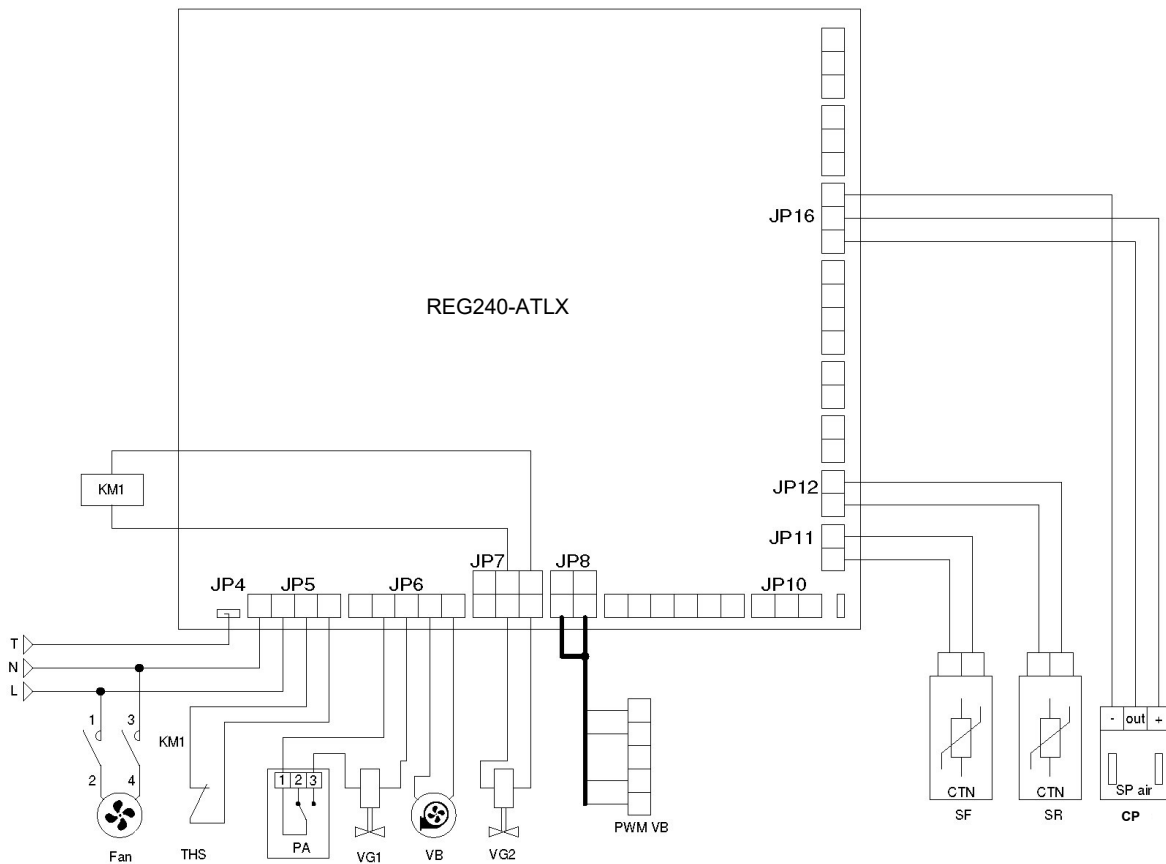 JP16
REG240-ATLX
KM1
JP12
JP11
JP7
JP8
JP4
JP5
JP6
JP10
T
N
L
1
3
KM1
2
4
1 2 3
- out +
CTN
CTN
SP air
SF
SR
CP
PWM VB
Fan
THS
PA
VG1
VB
VG2